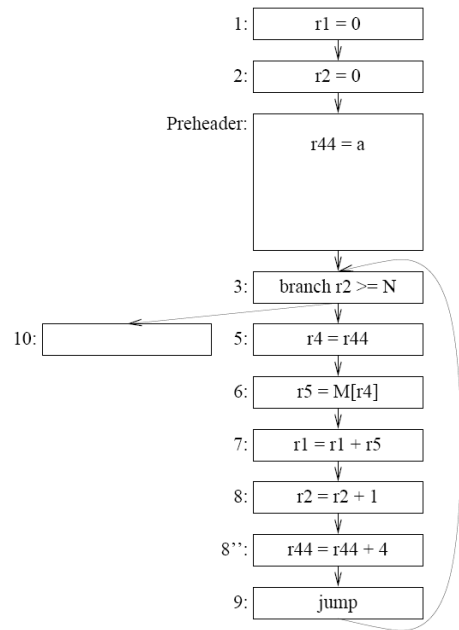 1: r1 = 0
2: r2 = 0
Preheader: r44 = a
3: branch r2 >= N
10:
5: r4 = r44
6: r5 = M[r4]
7: r1 = r1 + r5
8: r2 = r2 + 1
8’’: r44 = r44 + 4
9: jump